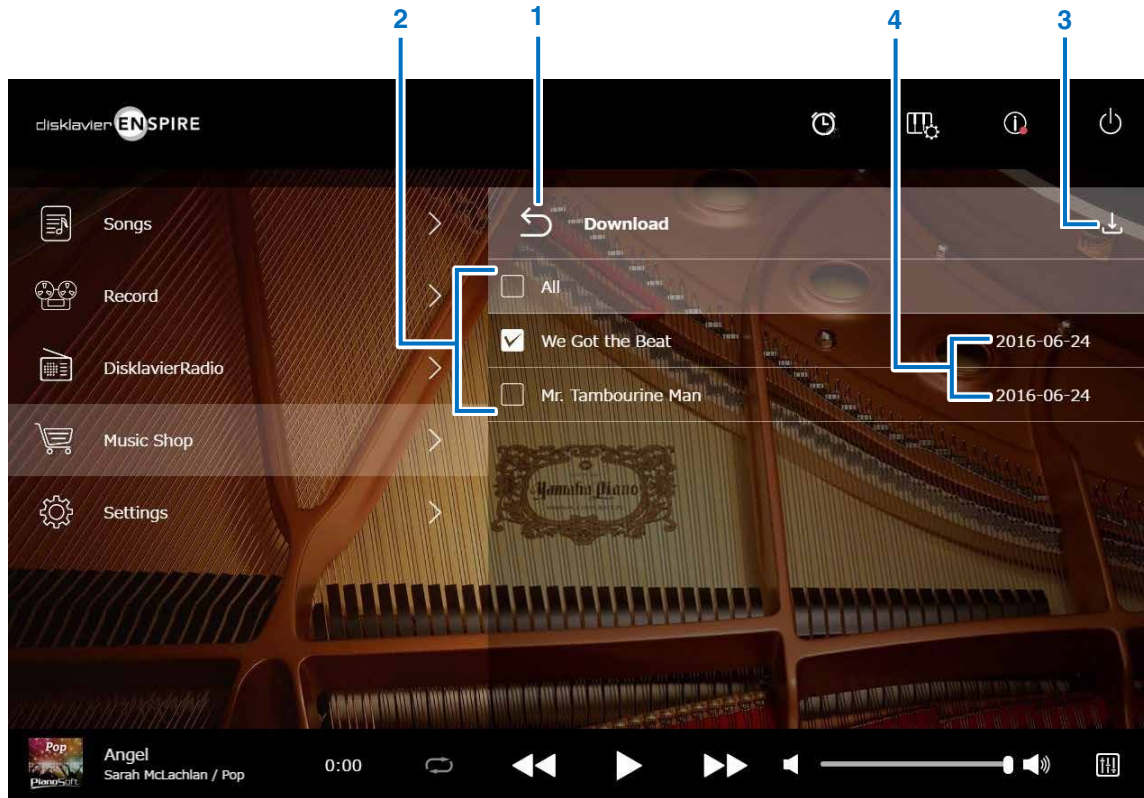 2 1 4 3
disklavier ENSPIRE
Songs
Record
DisklavierRadio
Music Shop
Settings
Download
All
We Got the Beat 2016-06-24
Mr. Tambourine Man 2016-06-24
Yamaha Piano
Pop
PianoSoft
Angel
Sarah McLachlan / Pop
0:00